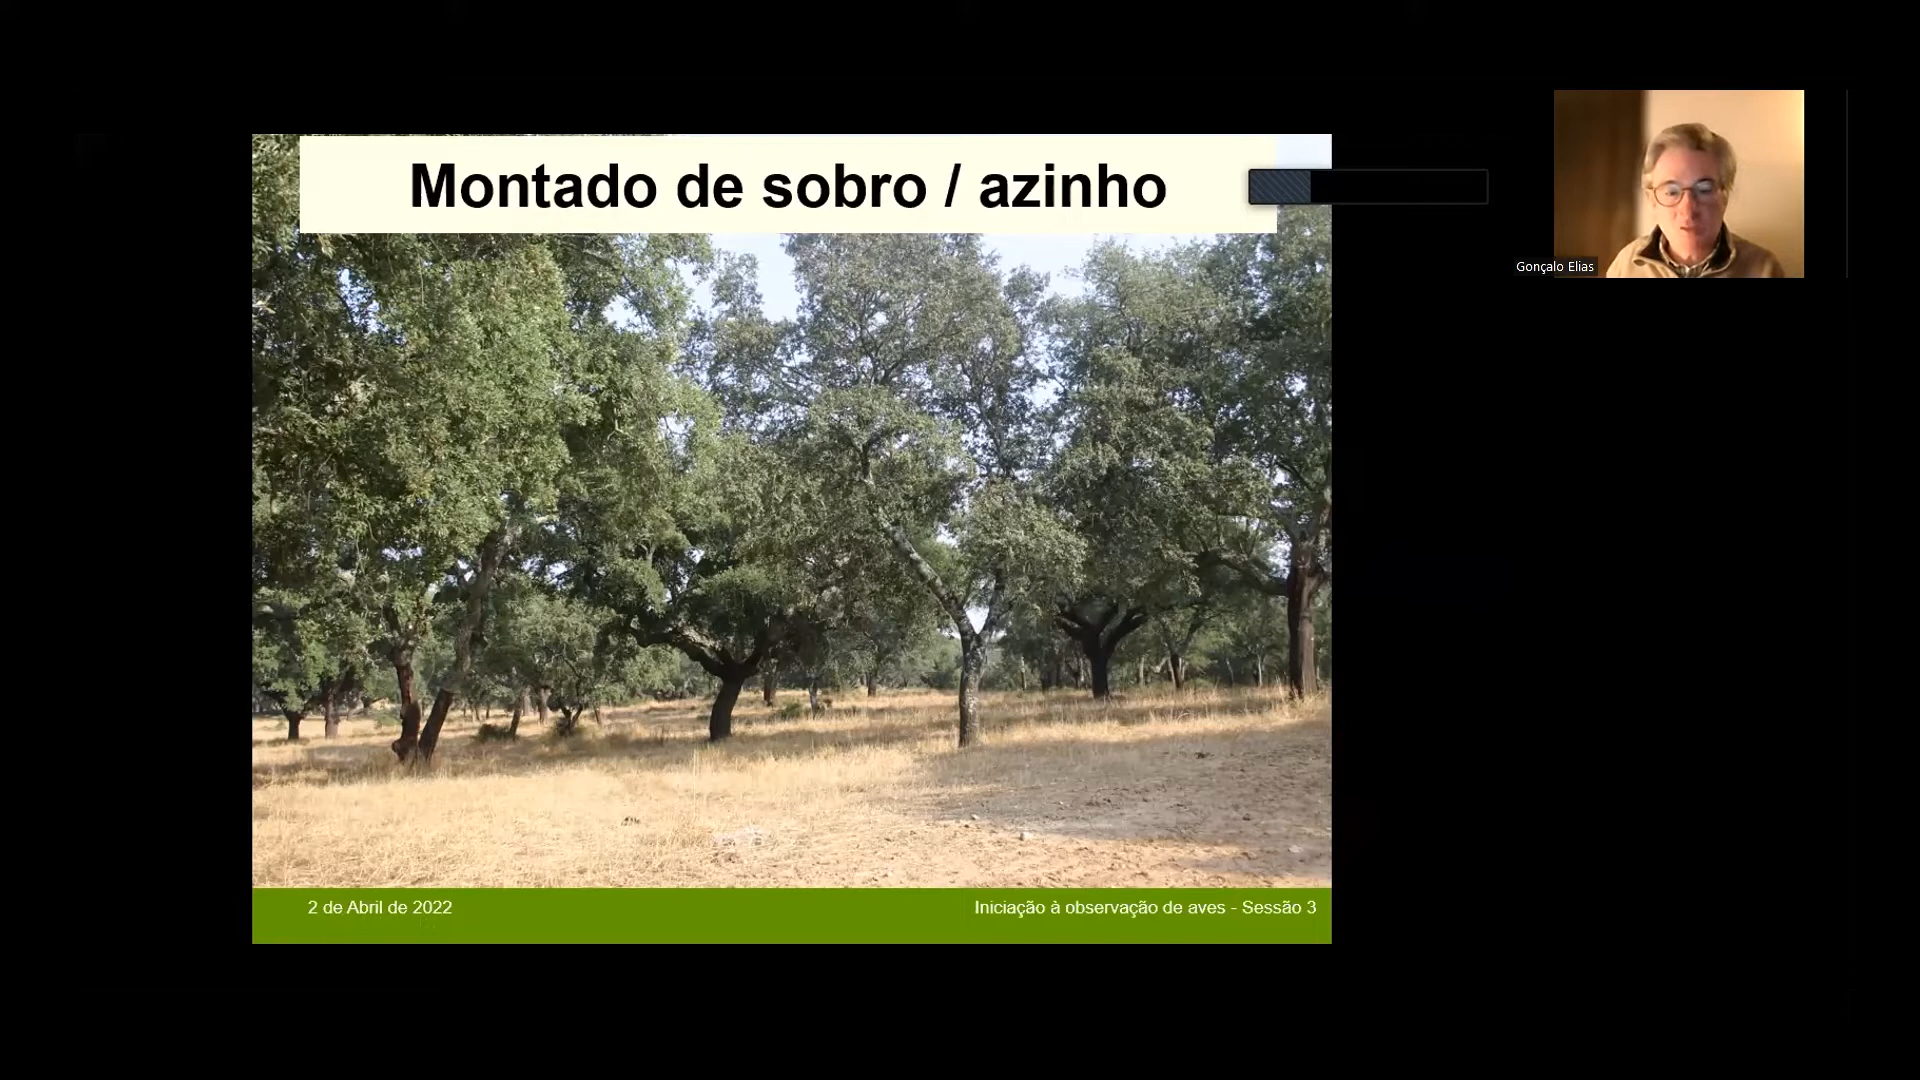 Montado de sobro / azinho
Gonçalo Elias
2 de Abril de 2022
Iniciação à observação de aves - Sessão 3